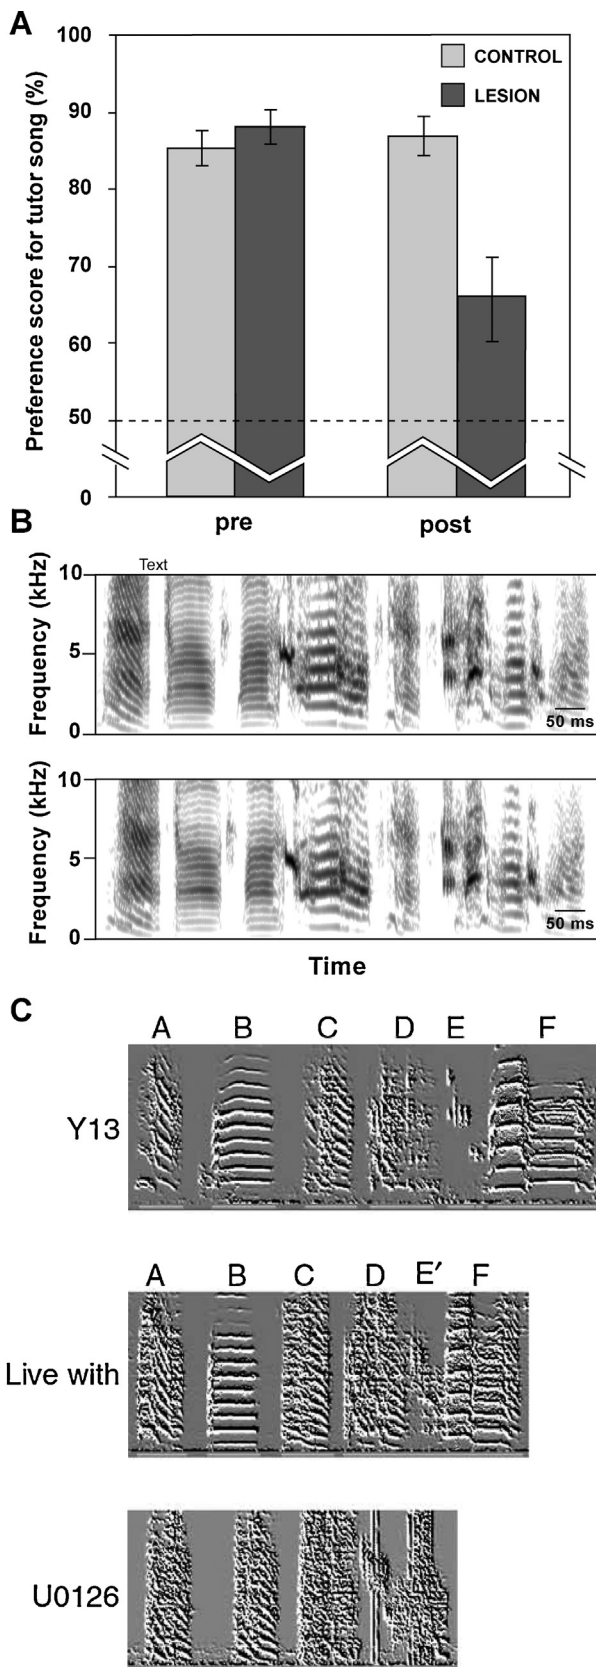 A
Preference score for tutor song (%)
100
90
80
70
60
50
0
CONTROL
LESION
pre
post
B
Text
Frequency (kHz)
10
5
0
50 ms
Frequency (kHz)
10
5
0
50 ms
Time
C
A B C D E F
Y13
A B C D E′ F
Live with
U0126